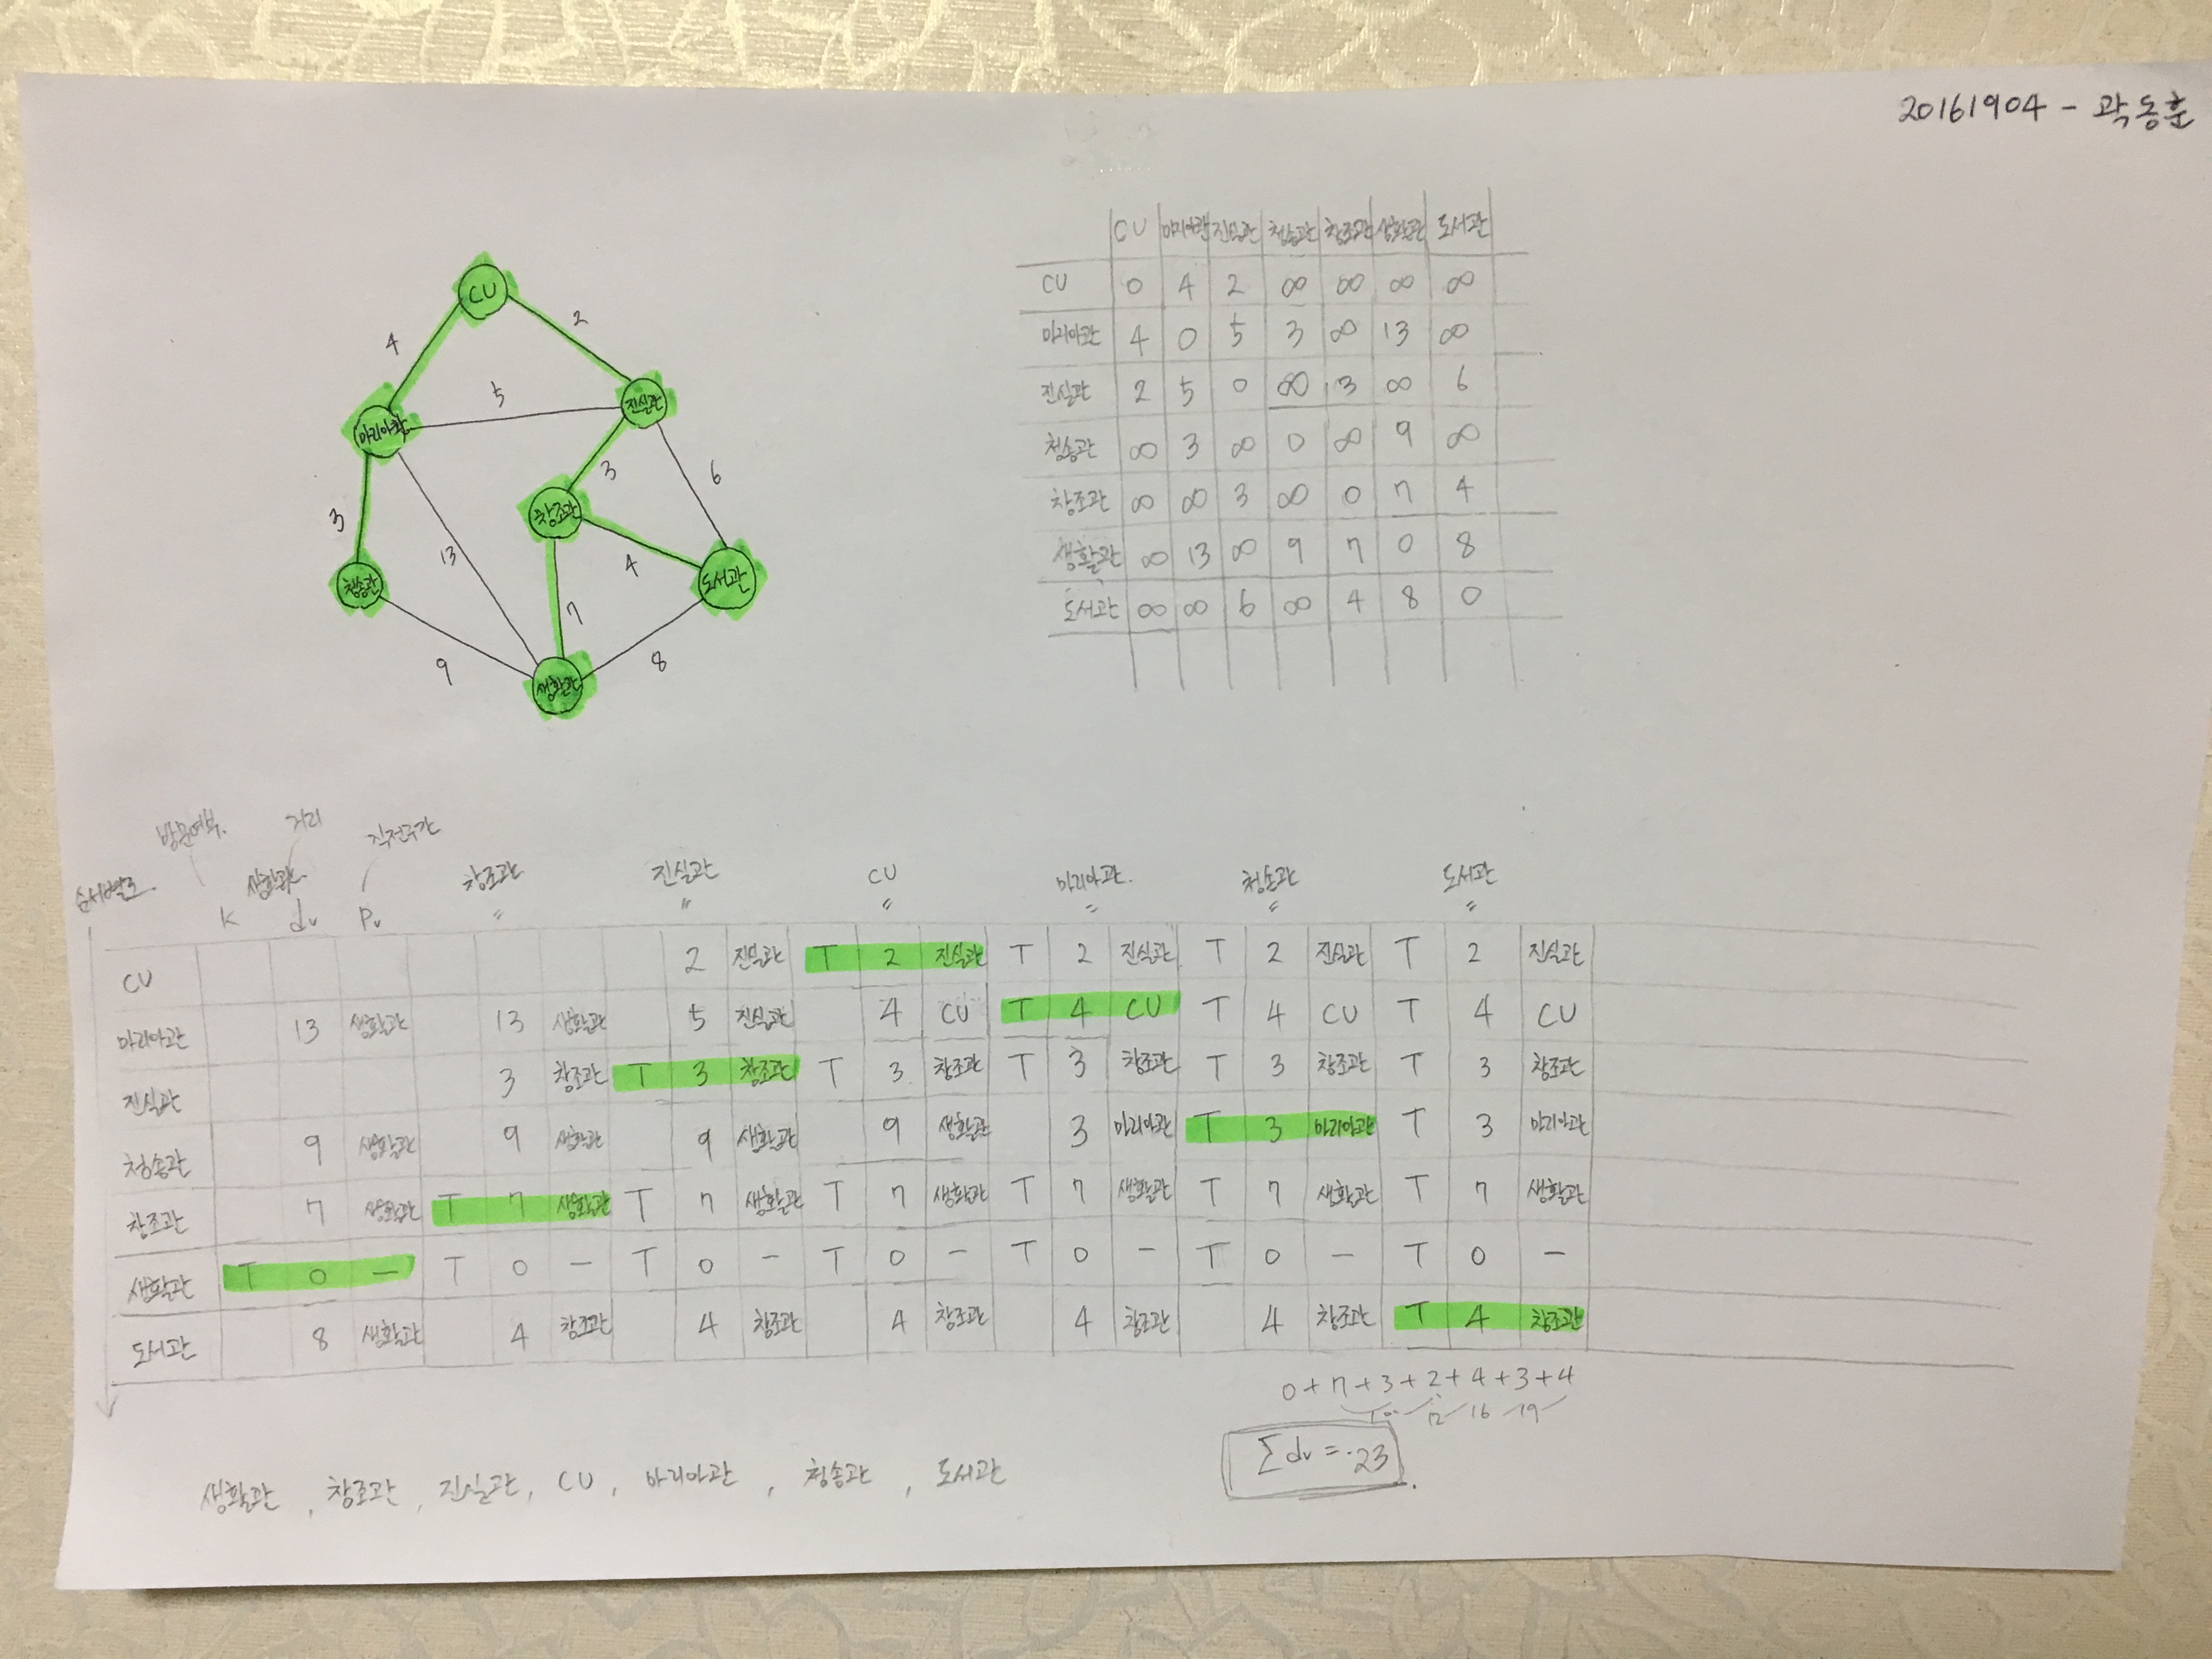 20161904 - 곽동훈
CU
4
2
5
마리아관
진실관
3
6
창조관
3
13
4
청송관
도서관
7
9
8
생활관
CU 마리아관 진실관 청송관 창조관 생활관 도서관
CU 0 4 2 ∞ ∞ ∞ ∞
마리아관 4 0 5 3 ∞ 13 ∞
진실관 2 5 0 ∞ 3 ∞ 6
청송관 ∞ 3 ∞ 0 ∞ 9 ∞
창조관 ∞ ∞ 3 ∞ 0 7 4
생활관 ∞ 13 ∞ 9 7 0 8
도서관 ∞ ∞ 6 ∞ 4 8 0
방문여부. 거리
생활관. 창조관 진실관 CU 마리아관. 청송관 도서관
K dv Pv 〃 〃 〃 〃 〃 〃
CU 2 진실관 T 2 진실관 T 2 진실관 T 2 진실관 T 2 진실관
마리아관 13 생활관 13 생활관 5 진실관 4 CU T 4 CU T 4 CU T 4 CU
진실관 3 창조관 T 3 창조관 T 3 창조관 T 3 창조관 T 3 창조관 T 3 창조관
청송관 9 생활관 9 생활관 9 생활관 9 생활관 3 마리아관 T 3 마리아관 T 3 마리아관
창조관 7 생활관 T 7 생활관 T 7 생활관 T 7 생활관 T 7 생활관 T 7 생활관 T 7 생활관
생활관 T 0 - T 0 - T 0 - T 0 - T 0 - T 0 - T 0 -
도서관 8 생활관 4 창조관 4 창조관 4 창조관 4 창조관 4 창조관 T 4 창조관
0+7+3+2+4+3+4
10 12 16 19
∑dv = 23
생활관, 창조관, 진실관, CU, 마리아관, 청송관, 도서관